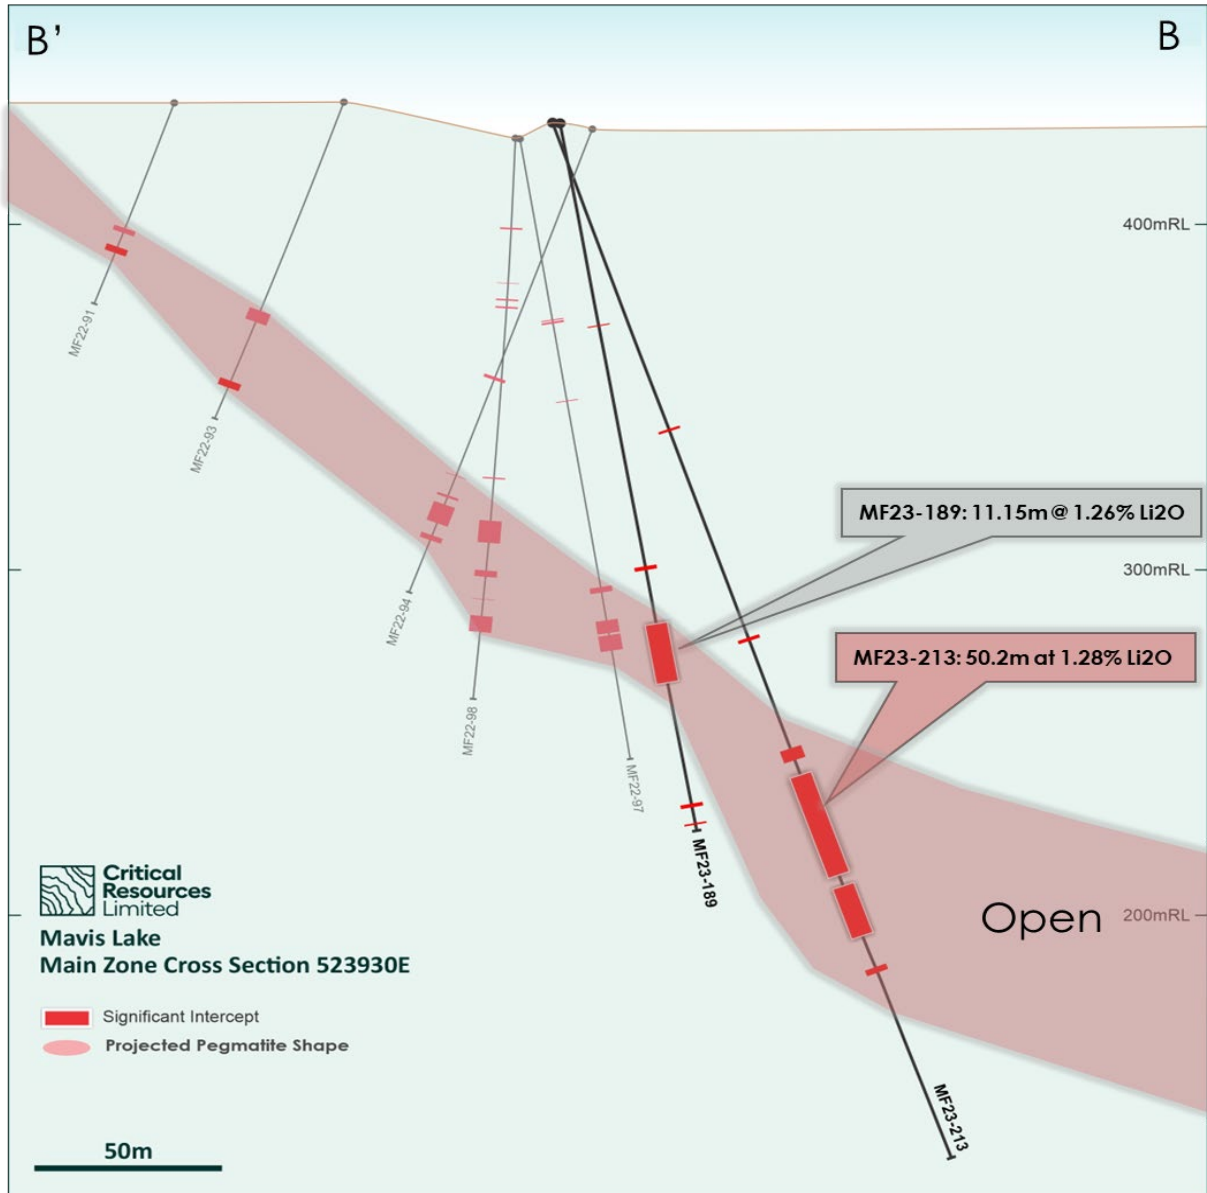 B’
B
400mRL
MF22-91
MF22-93
MF23-189: 11.15m @ 1.26% Li2O
300mRL
MF22-94
MF23-213: 50.2m at 1.28% Li2O
MF22-98
MF22-97
MF23-189
Critical
Resources
Limited
Open
200mRL
Mavis Lake
Main Zone Cross Section 523930E
Significant Intercept
Projected Pegmatite Shape
MF23-213
50m